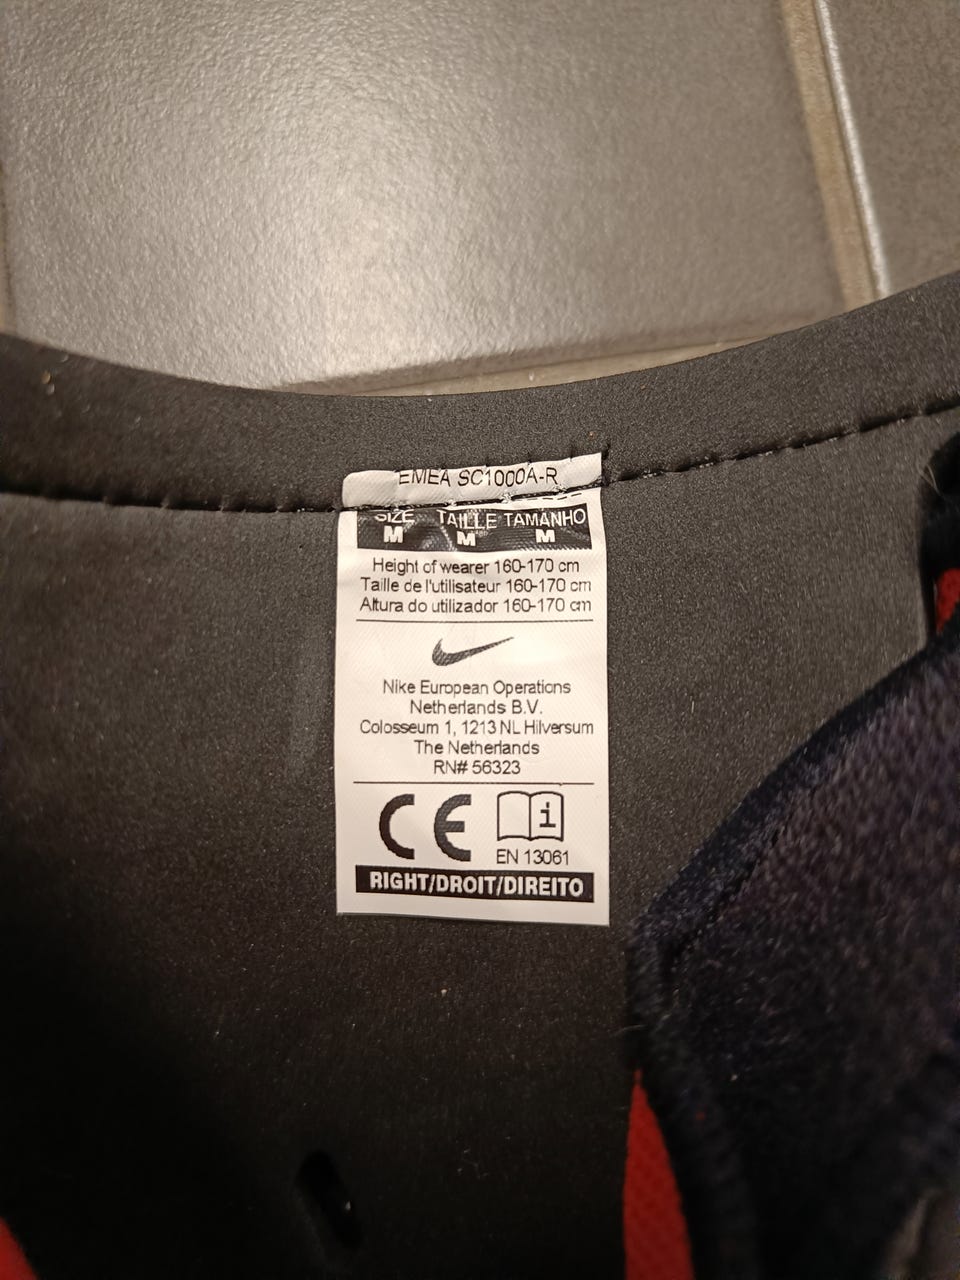 EMEA SC1000A-R
SIZE TAILLE TAMANHO
M M M
Height of wearer 160-170 cm
Taille de l'utilisateur 160-170 cm
Altura do utilizador 160-170 cm
Nike European Operations
Netherlands B.V.
Colosseum 1, 1213 NL Hilversum
The Netherlands
RN# 56323
CE i
EN 13061
RIGHT/DROIT/DIREITO